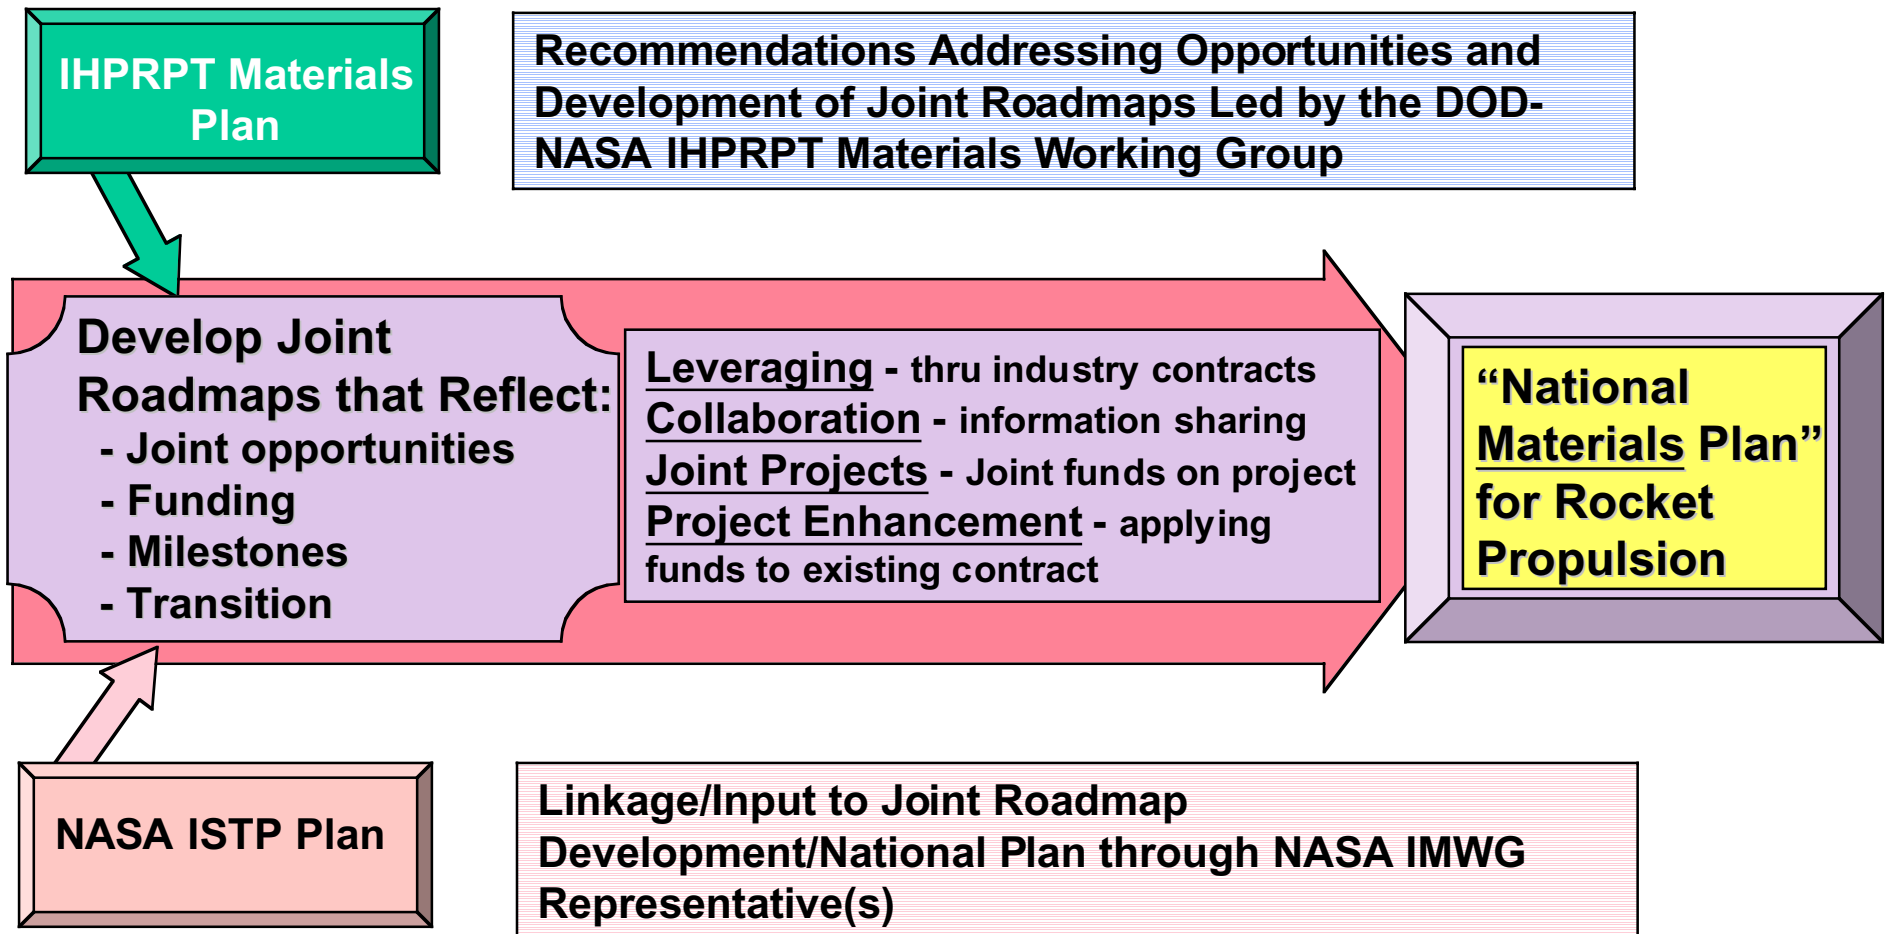 IHPRPT Materials
Plan
Recommendations Addressing Opportunities and
Development of Joint Roadmaps Led by the DOD-
NASA IHPRPT Materials Working Group
Develop Joint
Roadmaps that Reflect:
- Joint opportunities
- Funding
- Milestones
- Transition
Leveraging - thru industry contracts
Collaboration - information sharing
Joint Projects - Joint funds on project
Project Enhancement - applying
funds to existing contract
“National
Materials Plan”
for Rocket
Propulsion
NASA ISTP Plan
Linkage/Input to Joint Roadmap
Development/National Plan through NASA IMWG
Representative(s)